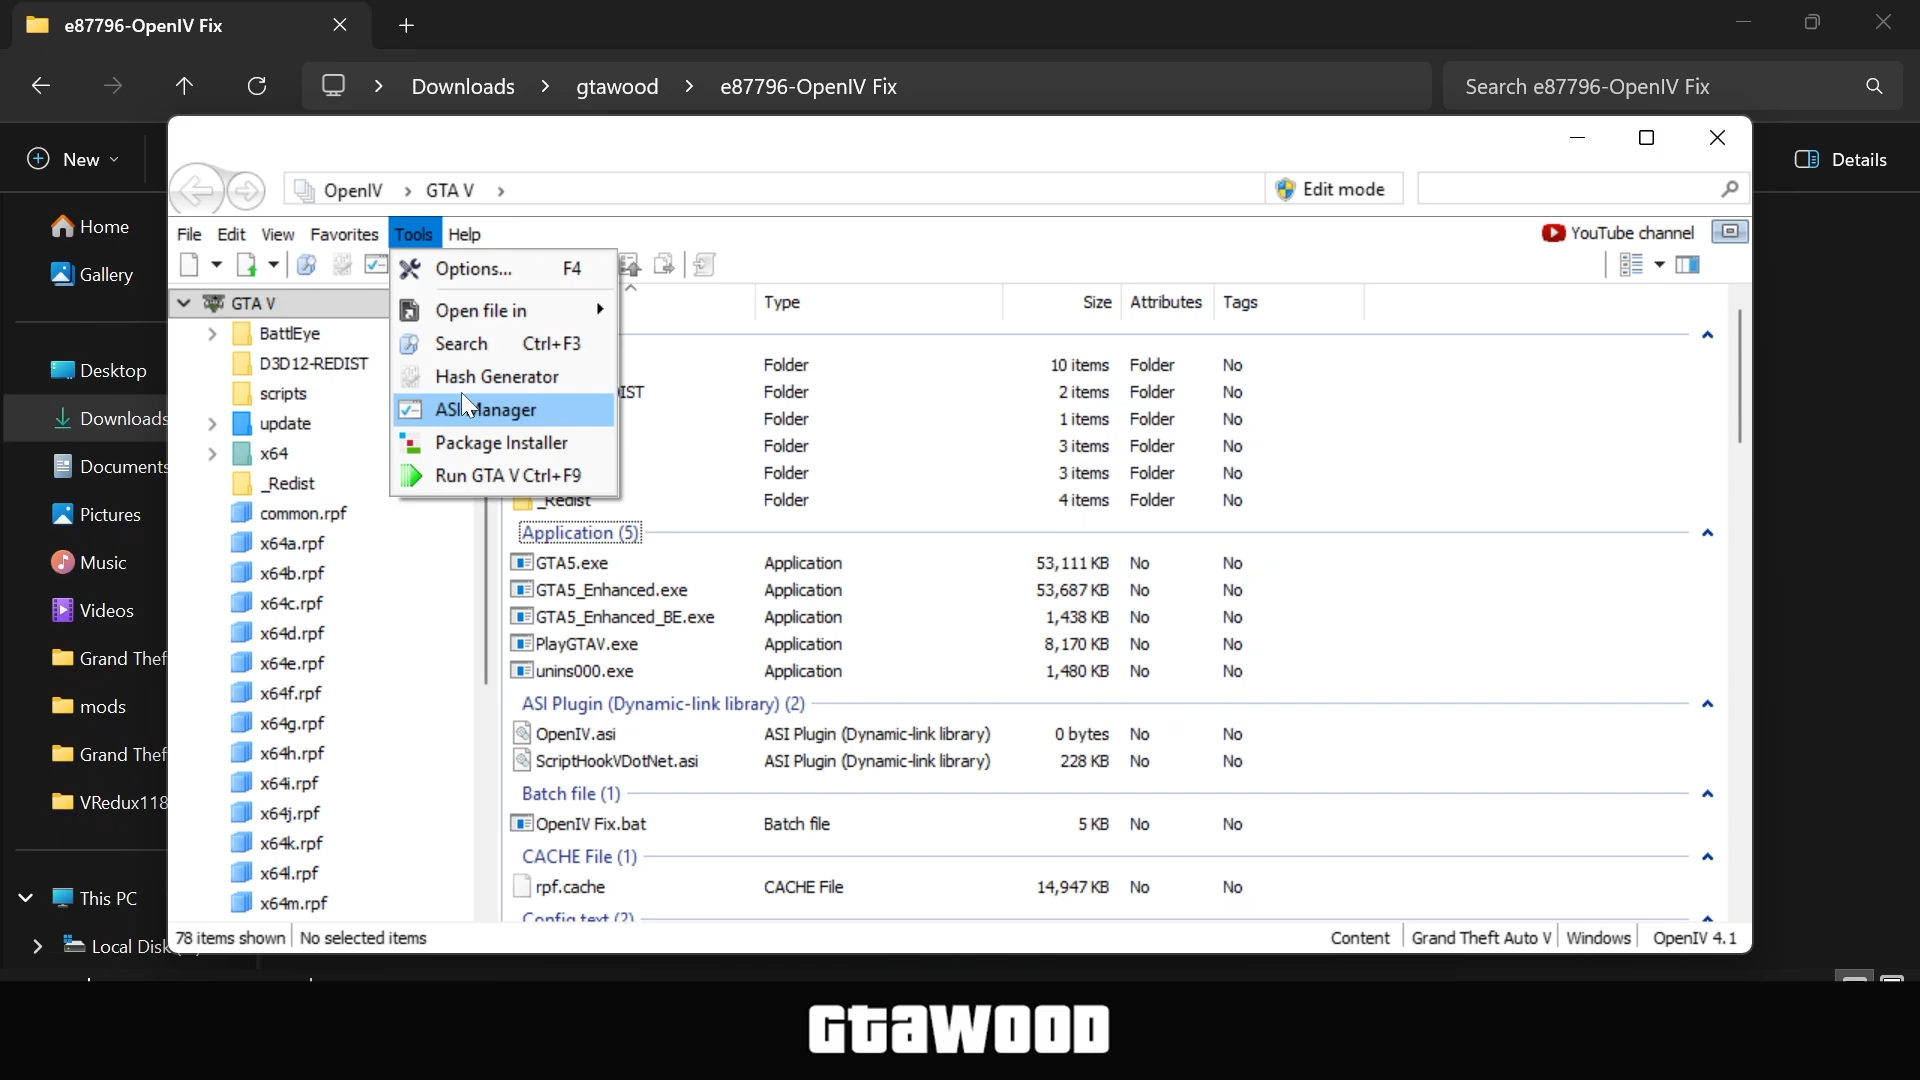 e87796-OpenIV Fix
Downloads
gtawood
e87796-OpenIV Fix
Search e87796-OpenIV Fix
New
Details
Home
Gallery
Desktop
Downloads
Documents
Pictures
Music
Videos
Grand Thef
mods
Grand Thef
VRedux118
This PC
Local Disk
OpenIV
GTA V
Edit mode
File Edit View Favorites Tools Help
YouTube channel
Options... F4
Open file in
Search Ctrl+F3
Hash Generator
ASI Manager
Package Installer
Run GTA V Ctrl+F9
GTA V
BattlEye
D3D12-REDIST
scripts
update
x64
_Redist
common.rpf
x64a.rpf
x64b.rpf
x64c.rpf
x64d.rpf
x64e.rpf
x64f.rpf
x64g.rpf
x64h.rpf
x64i.rpf
x64j.rpf
x64k.rpf
x64l.rpf
x64m.rpf
Type Size Attributes Tags
Folder 10 items Folder No
IST Folder 2 items Folder No
Folder 1 items Folder No
Folder 3 items Folder No
Folder 3 items Folder No
_Redist Folder 4 items Folder No
Application (5)
GTA5.exe Application 53,111 KB No No
GTA5_Enhanced.exe Application 53,687 KB No No
GTA5_Enhanced_BE.exe Application 1,438 KB No No
PlayGTAV.exe Application 8,170 KB No No
unins000.exe Application 1,480 KB No No
ASI Plugin (Dynamic-link library) (2)
OpenIV.asi ASI Plugin (Dynamic-link library) 0 bytes No No
ScriptHookVDotNet.asi ASI Plugin (Dynamic-link library) 228 KB No No
Batch file (1)
OpenIV Fix.bat Batch file 5 KB No No
CACHE File (1)
rpf.cache CACHE File 14,947 KB No No
Config text (2)
78 items shown No selected items
Content Grand Theft Auto V Windows OpenIV 4.1
GTAWOOD